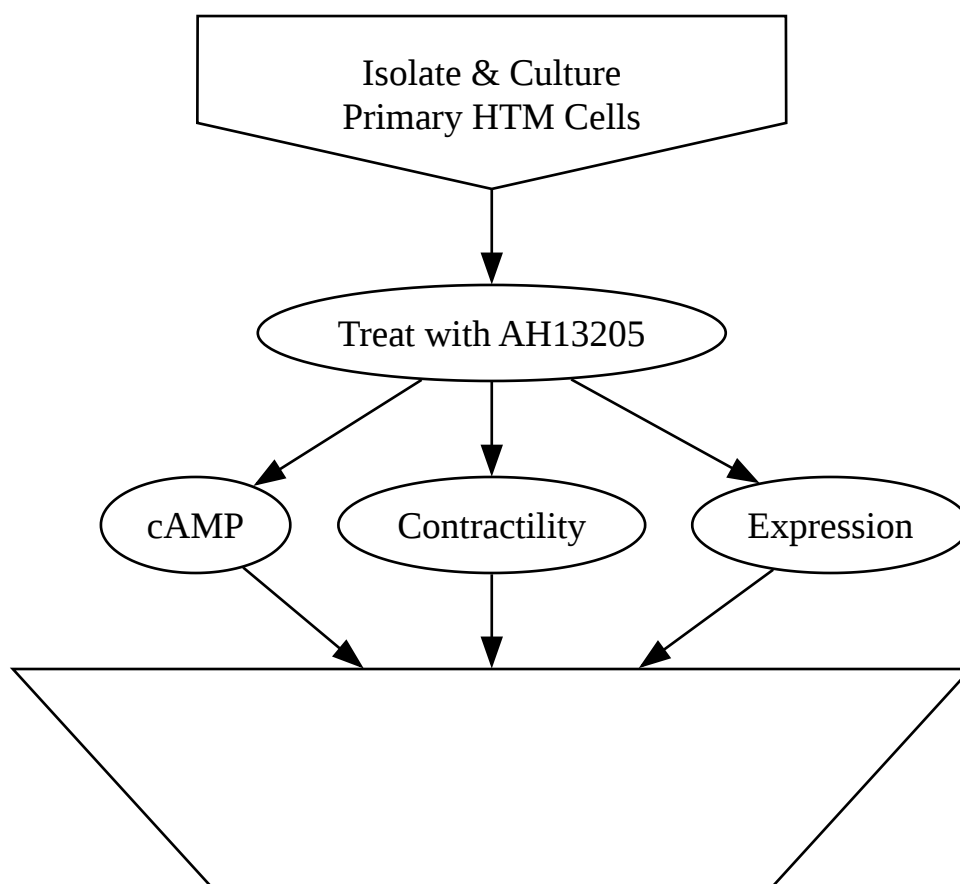 Isolate & Culture
Primary HTM Cells
Treat with AH13205
cAMP
Contractility
Expression